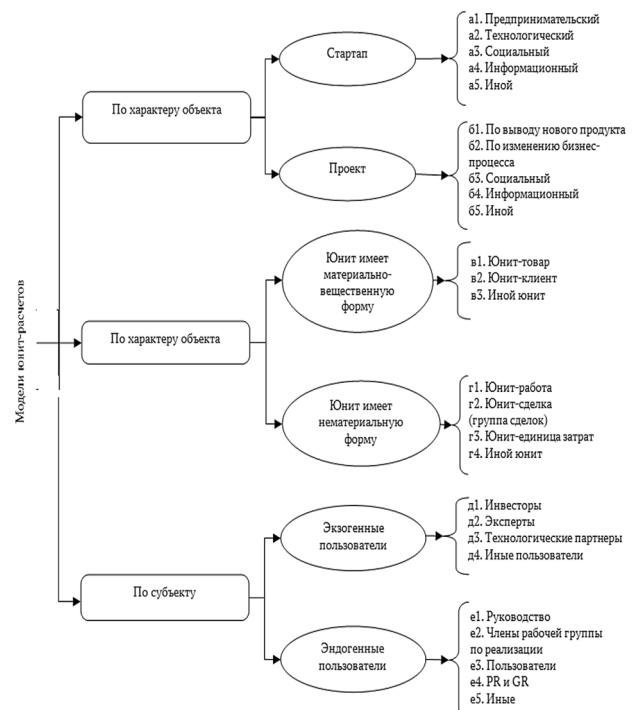 Модели юнит-расчетов
По характеру объекта
Стартап
а1. Предпринимательский
а2. Технологический
а3. Социальный
а4. Информационный
а5. Иной
Проект
б1. По выводу нового продукта
б2. По изменению бизнес-
процесса
б3. Социальный
б4. Информационный
б5. Иной
По характеру объекта
Юнит имеет
материально-
вещественную
форму
в1. Юнит-товар
в2. Юнит-клиент
в3. Иной юнит
Юнит имеет
нематериальную
форму
г1. Юнит-работа
г2. Юнит-сделка
(группа сделок)
г3. Юнит-единица затрат
г4. Иной юнит
По субъекту
Экзогенные
пользователи
д1. Инвесторы
д2. Эксперты
д3. Технологические партнеры
д4. Иные пользователи
Эндогенные
пользователи
е1. Руководство
е2. Члены рабочей группы
по реализации
е3. Пользователи
е4. PR и GR
е5. Иные